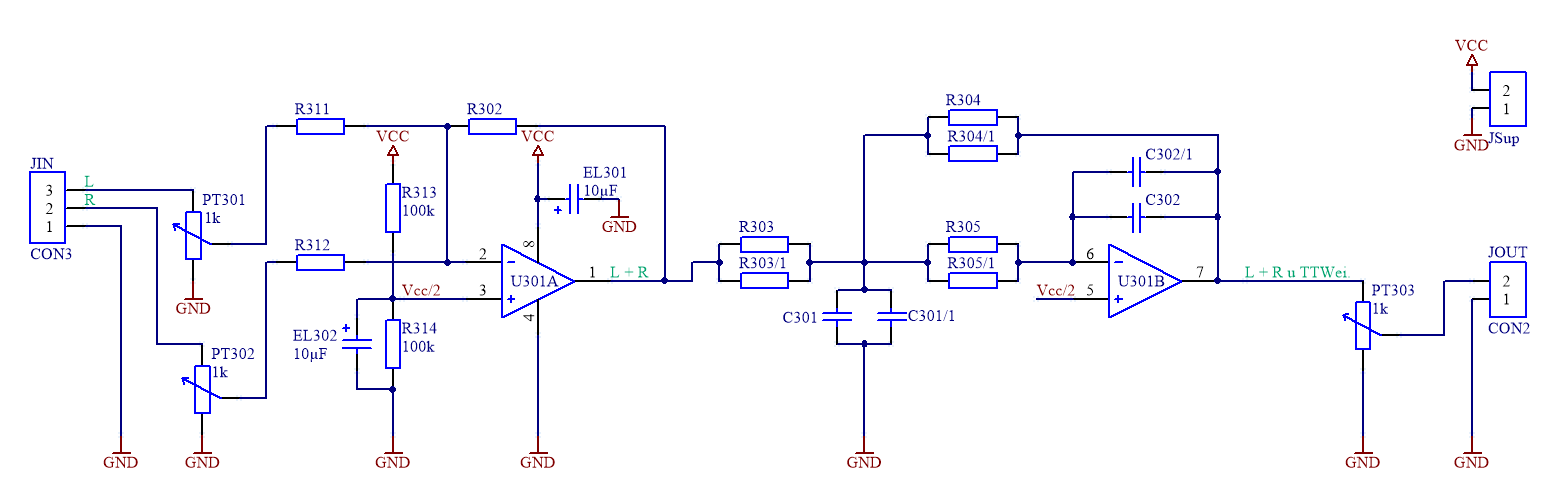 VCC
2
1
GND
JSup
R304
R304/1
R311
R302
VCC
VCC
C302/1
JIN
L
R
3
2
1
CON3
PT301
1k
R313
100k
EL301
10µF
GND
C302
R303
R303/1
R305
R305/1
R312
2
8
U301A
1
L + R
3
4
Vcc/2
6
U301B
7
5
Vcc/2
L + R u TTWei.
JOUT
2
1
CON2
GND
EL302
10µF
R314
100k
C301
C301/1
PT303
1k
PT302
1k
GND
GND
GND
GND
GND
GND
GND